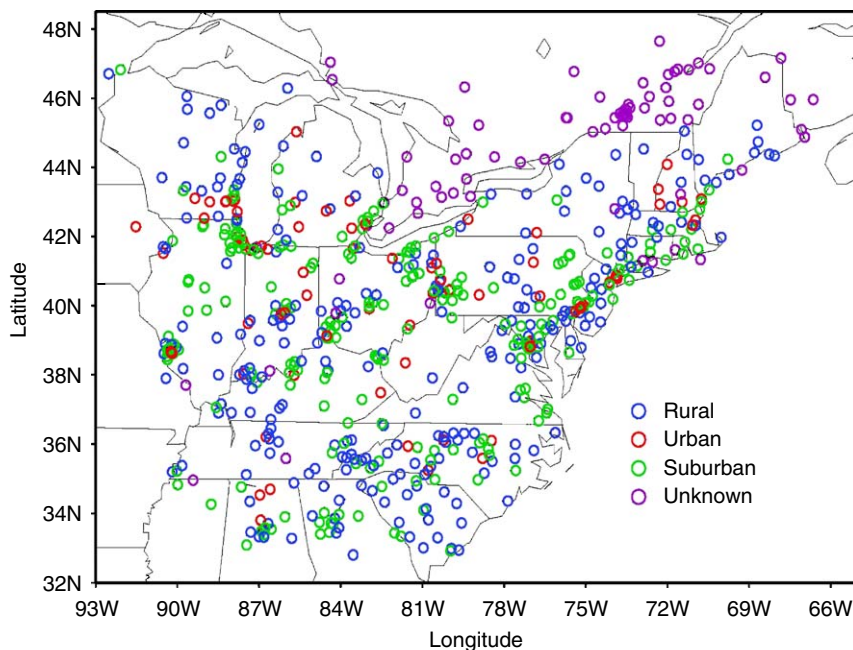 48N
46N
44N
42N
40N
38N
36N
34N
32N
Latitude
Rural
Urban
Suburban
Unknown
93W 90W 87W 84W 81W 78W 75W 72W 69W 66W
Longitude